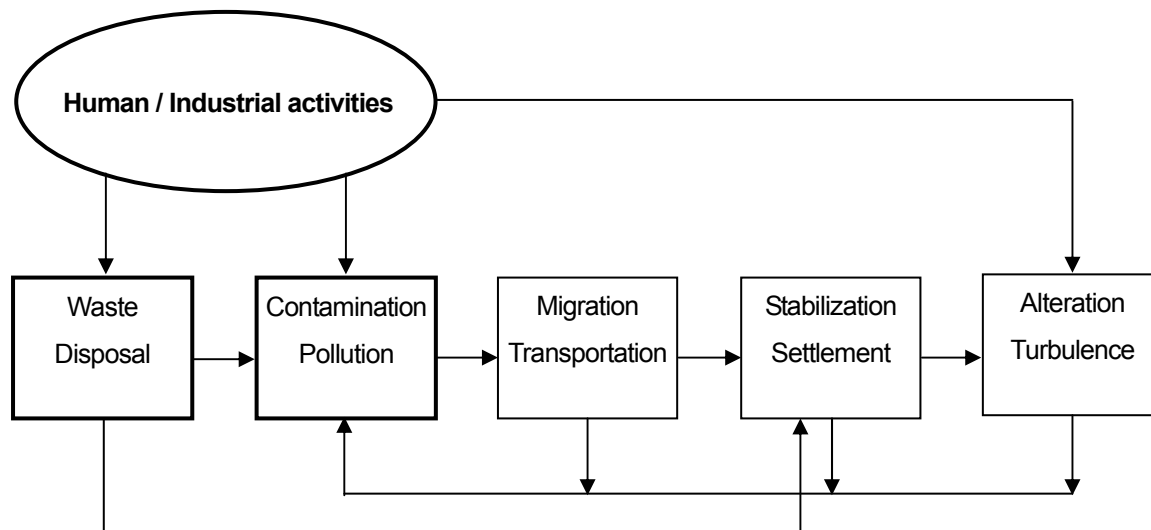 Human / Industrial activities
Waste
Disposal
Contamination
Pollution
Migration
Transportation
Stabilization
Settlement
Alteration
Turbulence